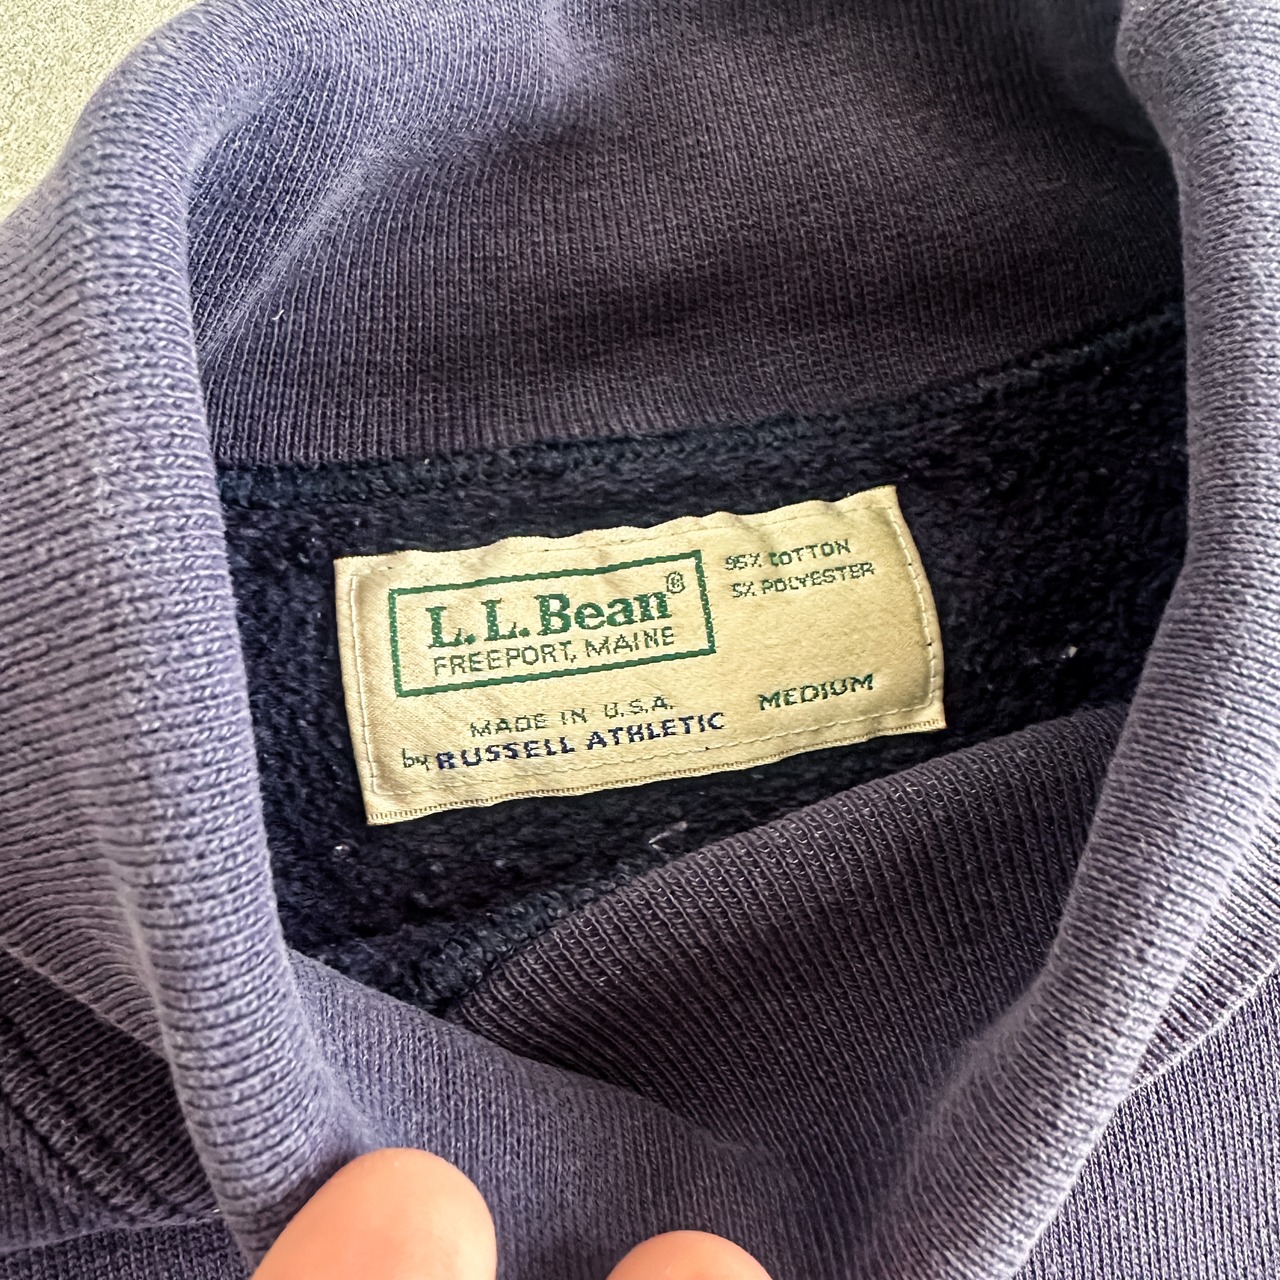 L.L.Bean®
FREEPORT, MAINE
95% COTTON
5% POLYESTER
MADE IN U.S.A.
by RUSSELL ATHLETIC
MEDIUM